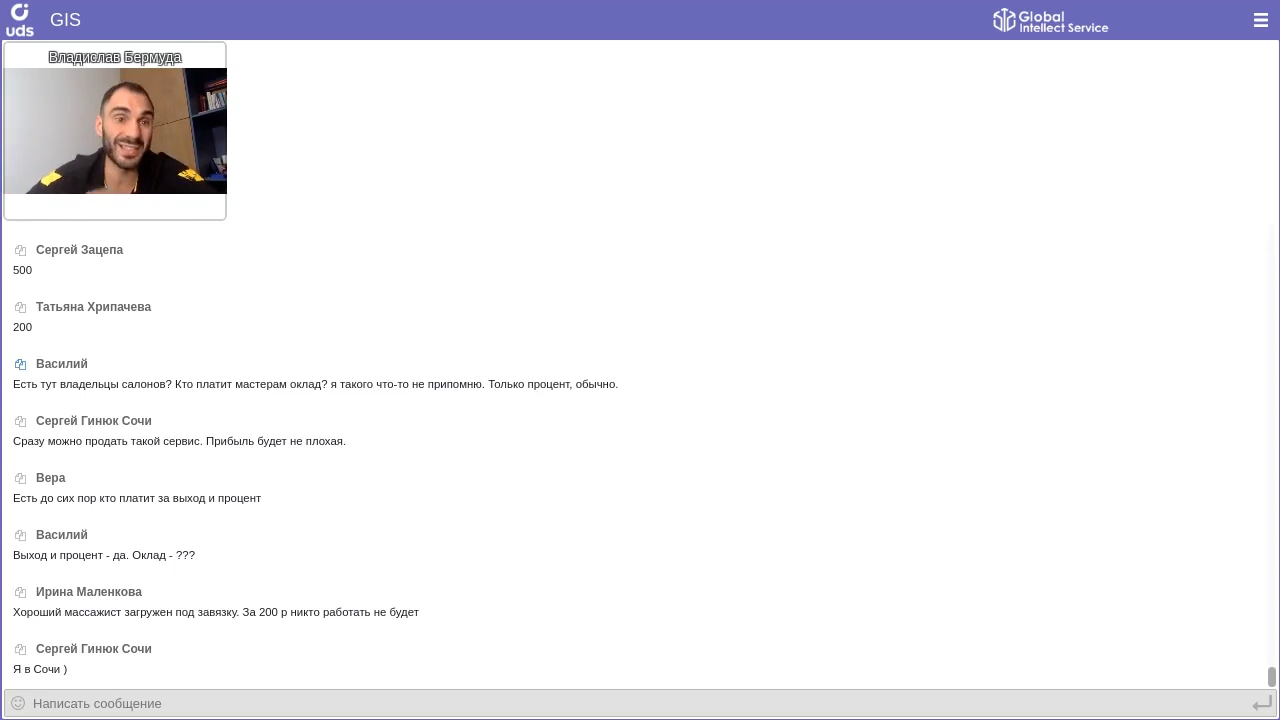 uds
GIS
Global
Intellect Service
Владислав Бермуда
Сергей Зацепа
500
Татьяна Хрипачева
200
Василий
Есть тут владельцы салонов? Кто платит мастерам оклад? я такого что-то не припомню. Только процент, обычно.
Сергей Гинюк Сочи
Сразу можно продать такой сервис. Прибыль будет не плохая.
Вера
Есть до сих пор кто платит за выход и процент
Василий
Выход и процент - да. Оклад - ???
Ирина Маленкова
Хороший массажист загружен под завязку. За 200 р никто работать не будет
Сергей Гинюк Сочи
Я в Сочи )
Написать сообщение